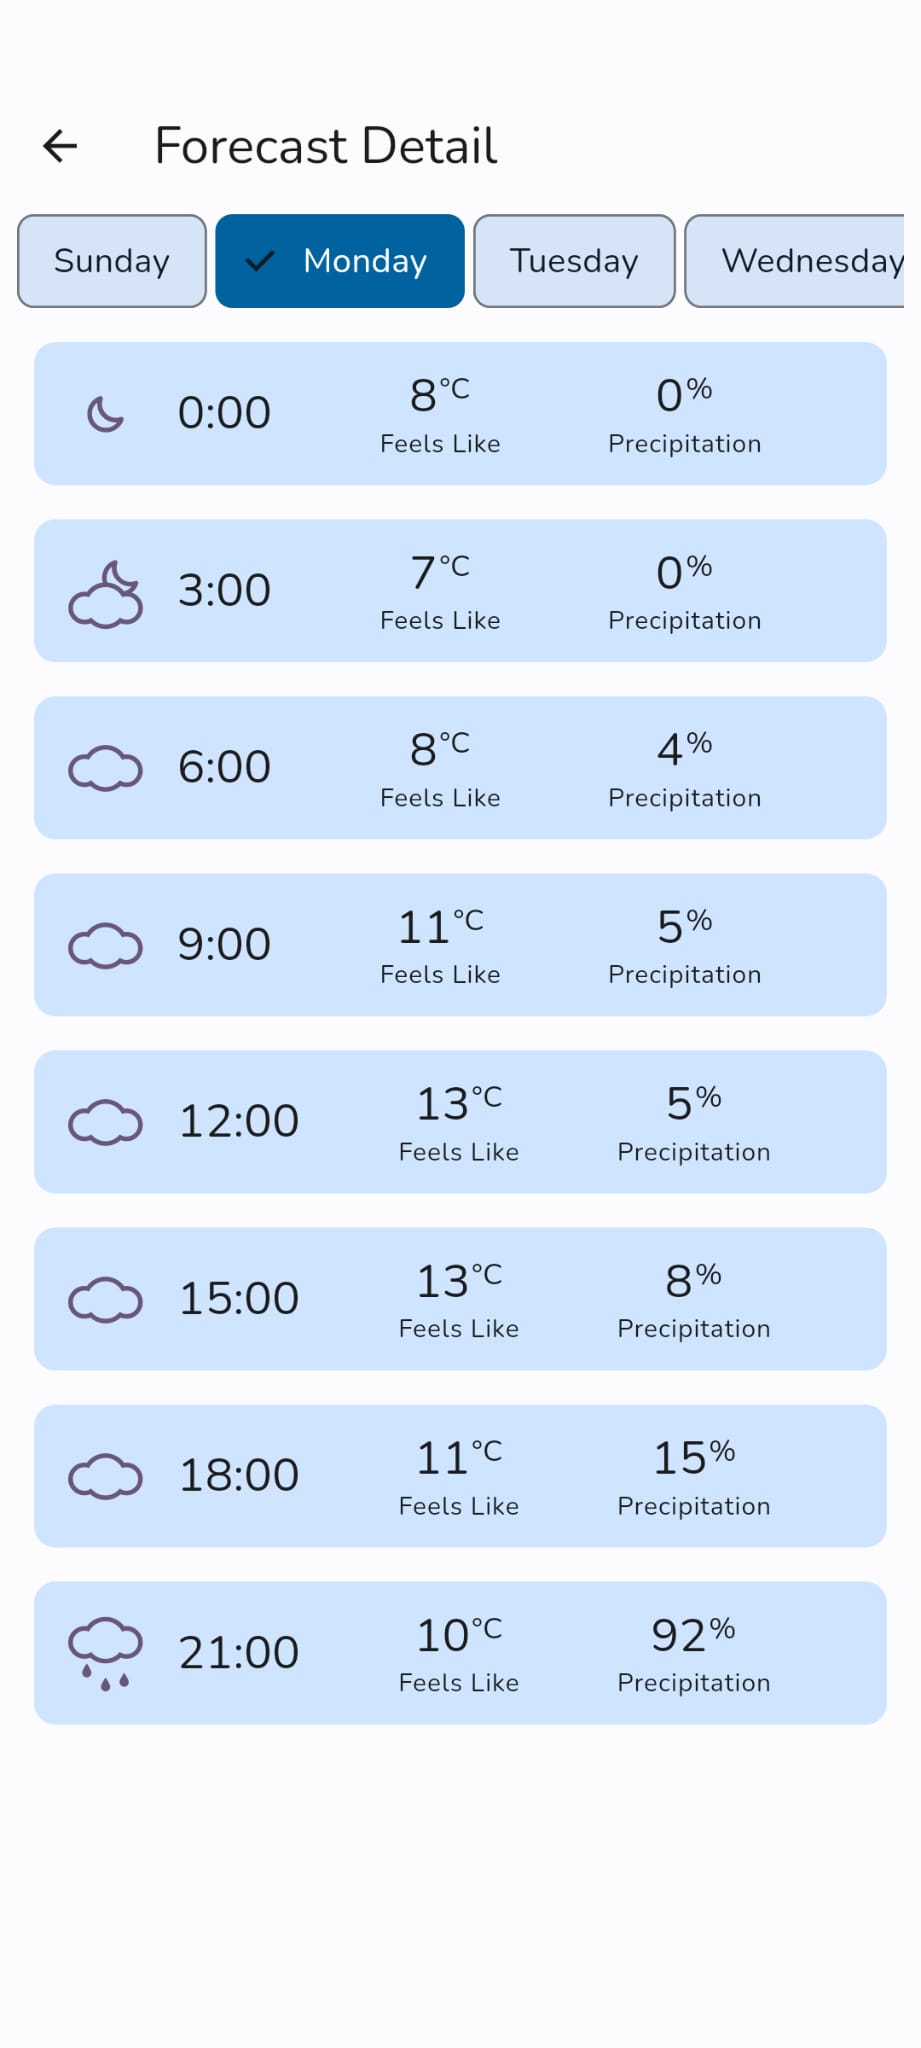 Forecast Detail
Sunday Monday Tuesday Wednesday
0:00 8°C 0%
Feels Like Precipitation
3:00 7°C 0%
Feels Like Precipitation
6:00 8°C 4%
Feels Like Precipitation
9:00 11°C 5%
Feels Like Precipitation
12:00 13°C 5%
Feels Like Precipitation
15:00 13°C 8%
Feels Like Precipitation
18:00 11°C 15%
Feels Like Precipitation
21:00 10°C 92%
Feels Like Precipitation